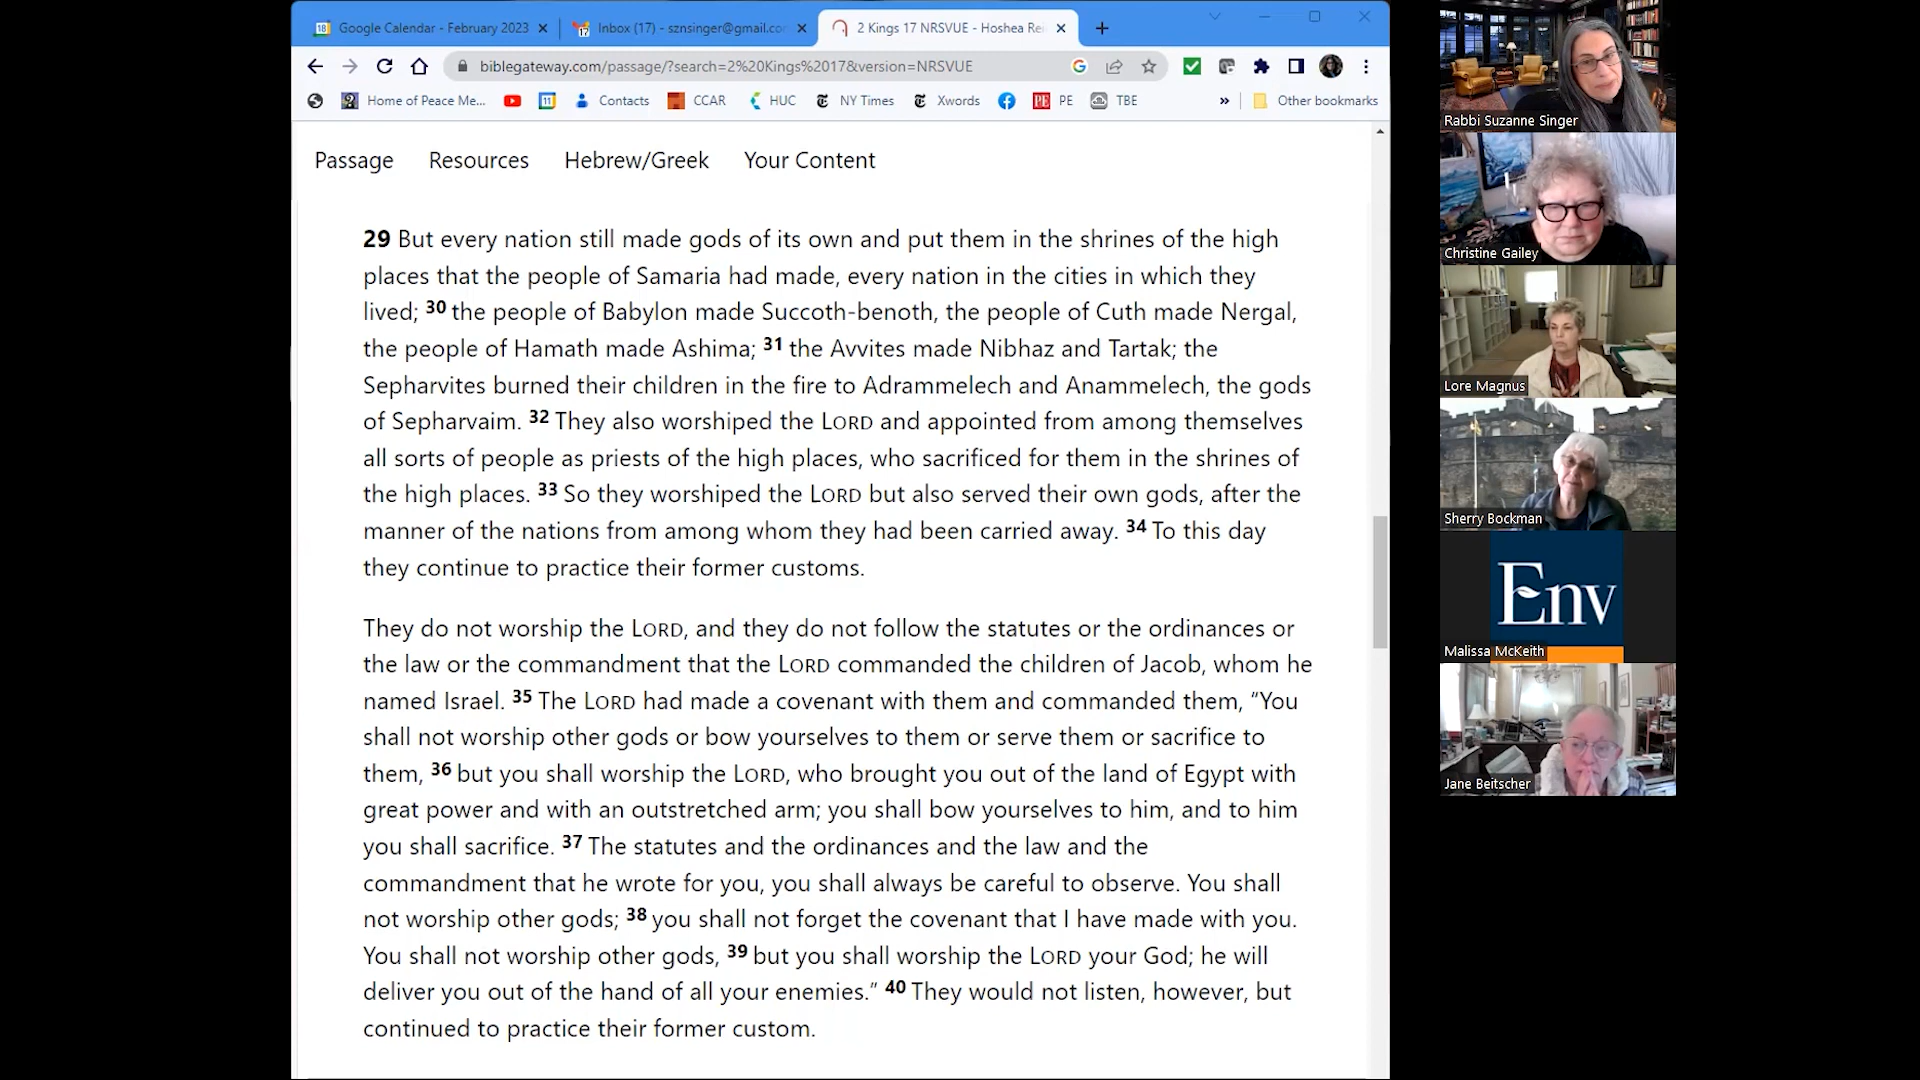 Google Calendar - February 2023
Inbox (17) - sznsinger@gmail.co
2 Kings 17 NRSVUE - Hoshea Rei
biblegateway.com/passage/?search=2%20Kings%2017&version=NRSVUE
Home of Peace Me... Contacts CCAR HUC NY Times Xwords PE PE TBE » Other bookmarks
Passage Resources Hebrew/Greek Your Content
29 But every nation still made gods of its own and put them in the shrines of the high
places that the people of Samaria had made, every nation in the cities in which they
lived; 30 the people of Babylon made Succoth-benoth, the people of Cuth made Nergal,
the people of Hamath made Ashima; 31 the Avvites made Nibhaz and Tartak; the
Sepharvites burned their children in the fire to Adrammelech and Anammelech, the gods
of Sepharvaim. 32 They also worshiped the LORD and appointed from among themselves
all sorts of people as priests of the high places, who sacrificed for them in the shrines of
the high places. 33 So they worshiped the LORD but also served their own gods, after the
manner of the nations from among whom they had been carried away. 34 To this day
they continue to practice their former customs.
They do not worship the LORD, and they do not follow the statutes or the ordinances or
the law or the commandment that the LORD commanded the children of Jacob, whom he
named Israel. 35 The LORD had made a covenant with them and commanded them, “You
shall not worship other gods or bow yourselves to them or serve them or sacrifice to
them, 36 but you shall worship the LORD, who brought you out of the land of Egypt with
great power and with an outstretched arm; you shall bow yourselves to him, and to him
you shall sacrifice. 37 The statutes and the ordinances and the law and the
commandment that he wrote for you, you shall always be careful to observe. You shall
not worship other gods; 38 you shall not forget the covenant that I have made with you.
You shall not worship other gods, 39 but you shall worship the LORD your God; he will
deliver you out of the hand of all your enemies.” 40 They would not listen, however, but
continued to practice their former custom.
Rabbi Suzanne Singer
Christine Gailey
Lore Magnus
Sherry Bockman
Env
Malissa McKeith
Jane Beitscher